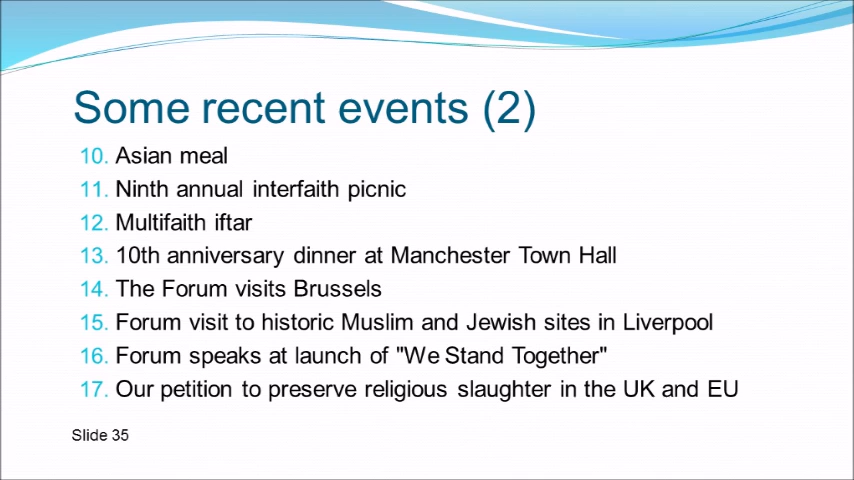 Some recent events (2)
10. Asian meal
11. Ninth annual interfaith picnic
12. Multifaith iftar
13. 10th anniversary dinner at Manchester Town Hall
14. The Forum visits Brussels
15. Forum visit to historic Muslim and Jewish sites in Liverpool
16. Forum speaks at launch of "We Stand Together"
17. Our petition to preserve religious slaughter in the UK and EU
Slide 35